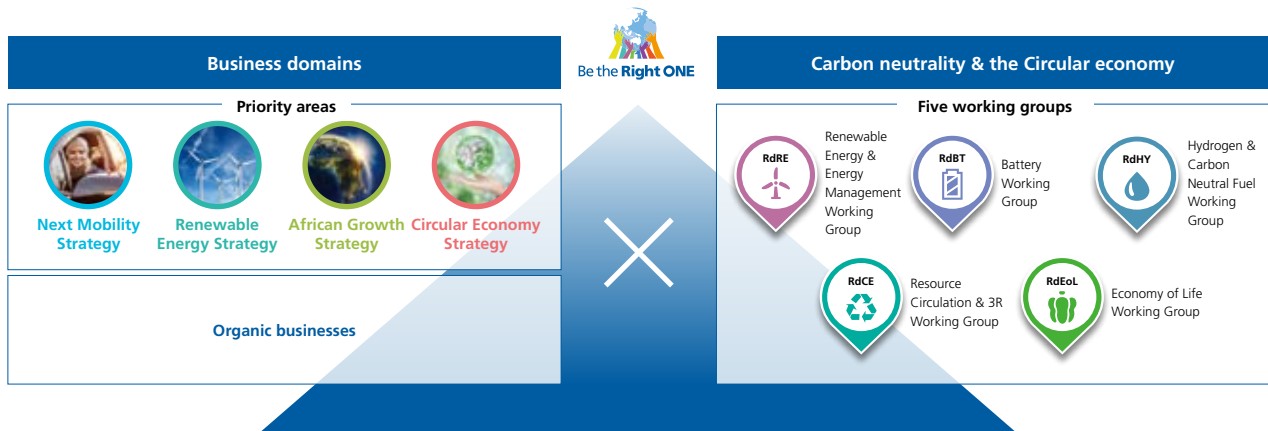 Be the Right ONE
Business domains
Priority areas
Next Mobility
Strategy
Renewable
Energy Strategy
African Growth
Strategy
Circular Economy
Strategy
Organic businesses
Carbon neutrality & the Circular economy
Five working groups
RdRE
Renewable
Energy &
Energy
Management
Working
Group
RdBT
Battery
Working
Group
RdHY
Hydrogen &
Carbon
Neutral Fuel
Working
Group
RdCE
Resource
Circulation & 3R
Working Group
RdEoL
Economy of Life
Working Group